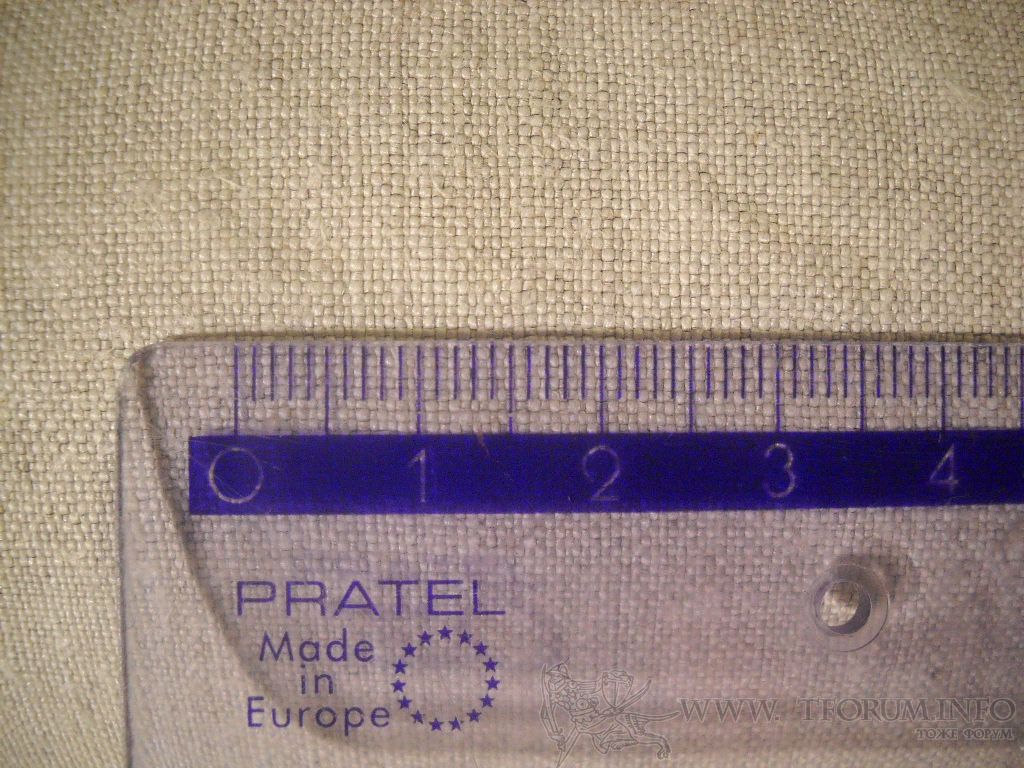 0 1 2 3 4
PRATEL
Made
in
Europe
WWW. TFORUM.INFO
ТОЖЕ ФОРУМ